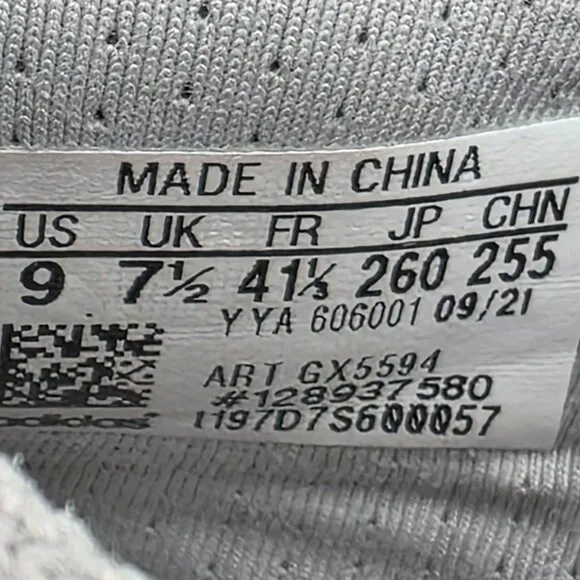 MADE IN CHINA
US UK FR JP CHN
9 7½ 41⅓ 260 255
YYA 606001 09/21
ART GX5594
#128937580
adidas 1197D7S600057